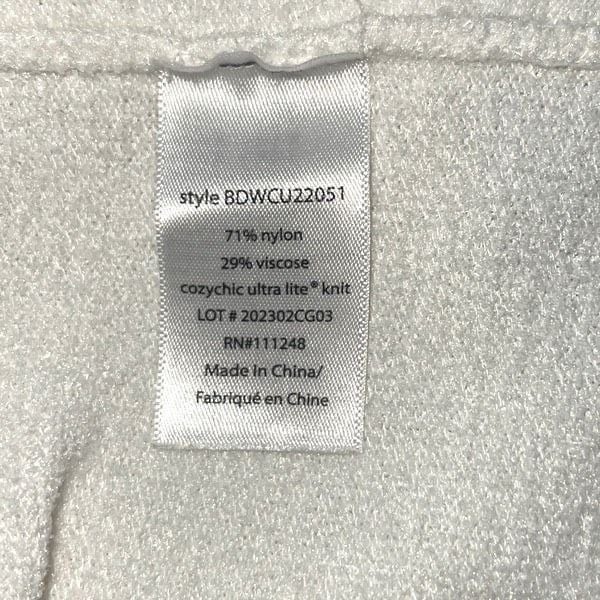 style BDWCU22051
71% nylon
29% viscose
cozychic ultra lite® knit
LOT # 202302CG03
RN#111248
Made In China/
Fabriqué en Chine